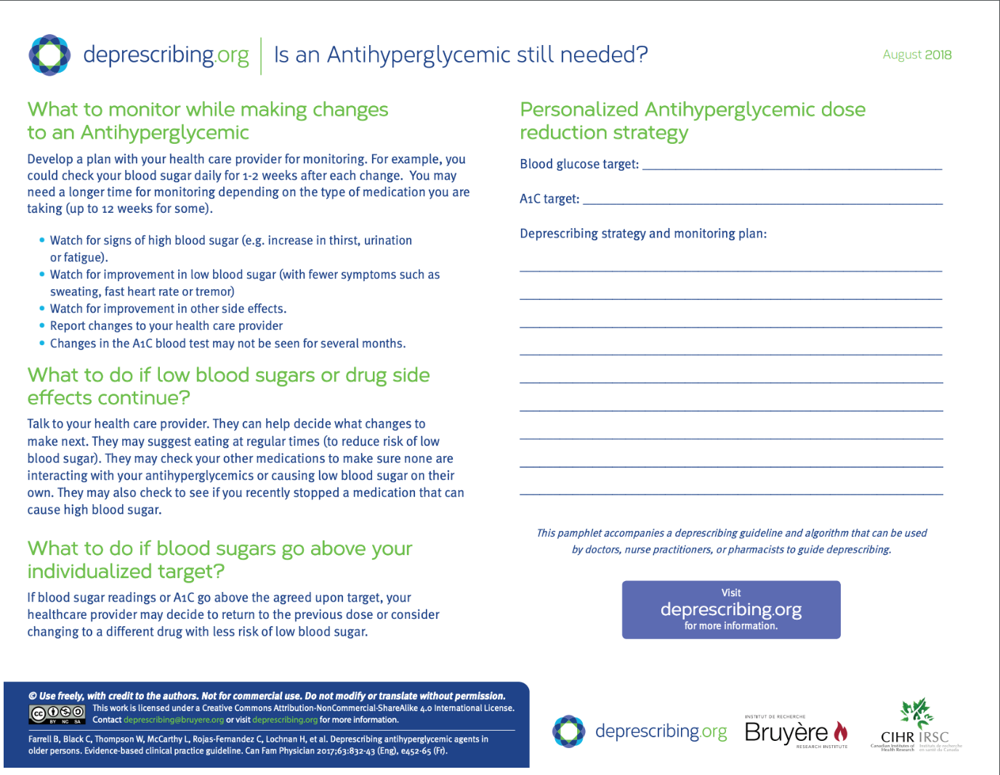 deprescribing.org
Is an Antihyperglycemic still needed?
August 2018
What to monitor while making changes
to an Antihyperglycemic
Develop a plan with your health care provider for monitoring. For example, you
could check your blood sugar daily for 1-2 weeks after each change.  You may
need a longer time for monitoring depending on the type of medication you are
taking (up to 12 weeks for some).
• Watch for signs of high blood sugar (e.g. increase in thirst, urination
or fatigue).
• Watch for improvement in low blood sugar (with fewer symptoms such as
sweating, fast heart rate or tremor)
• Watch for improvement in other side effects.
• Report changes to your health care provider
• Changes in the A1C blood test may not be seen for several months.
What to do if low blood sugars or drug side
effects continue?
Talk to your health care provider. They can help decide what changes to
make next. They may suggest eating at regular times (to reduce risk of low
blood sugar). They may check your other medications to make sure none are
interacting with your antihyperglycemics or causing low blood sugar on their
own. They may also check to see if you recently stopped a medication that can
cause high blood sugar.
What to do if blood sugars go above your
individualized target?
If blood sugar readings or A1C go above the agreed upon target, your
healthcare provider may decide to return to the previous dose or consider
changing to a different drug with less risk of low blood sugar.
Personalized Antihyperglycemic dose
reduction strategy
Blood glucose target:
A1C target:
Deprescribing strategy and monitoring plan:
This pamphlet accompanies a deprescribing guideline and algorithm that can be used
by doctors, nurse practitioners, or pharmacists to guide deprescribing.
Visit
deprescribing.org
for more information.
© Use freely, with credit to the authors. Not for commercial use. Do not modify or translate without permission.
cc BY NC SA
This work is licensed under a Creative Commons Attribution-NonCommercial-ShareAlike 4.0 International License.
Contact deprescribing@bruyere.org or visit deprescribing.org for more information.
Farrell B, Black C, Thompson W, McCarthy L, Rojas-Fernandez C, Lochnan H, et al. Deprescribing antihyperglycemic agents in
older persons. Evidence-based clinical practice guideline. Can Fam Physician 2017;63:832-43 (Eng), e452-65 (Fr).
deprescribing.org
INSTITUT DE RECHERCHE
Bruyère
RESEARCH INSTITUTE
CIHR IRSC
Canadian Institutes of Health Research
Instituts de recherche en santé du Canada